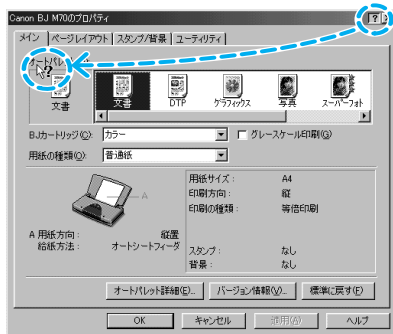 Canon BJ M70のプロパティ
?
メイン ページレイアウト スタンプ/背景 ユーティリティ
?
文書 文書 DTP グラフィックス 写真 スーパーフォト
BJカートリッジ(C): カラー グレースケール印刷(G)
用紙の種類(O): 普通紙
A
用紙サイズ: A4
印刷方向: 縦
印刷の種類: 等倍印刷
A 用紙方向: 縦置
給紙方法: オートシートフィーダ
スタンプ: なし
背景: なし
オートパレット詳細(E)... バージョン情報(V)... 標準に戻す(F)
OK キャンセル 適用(A) ヘルプ